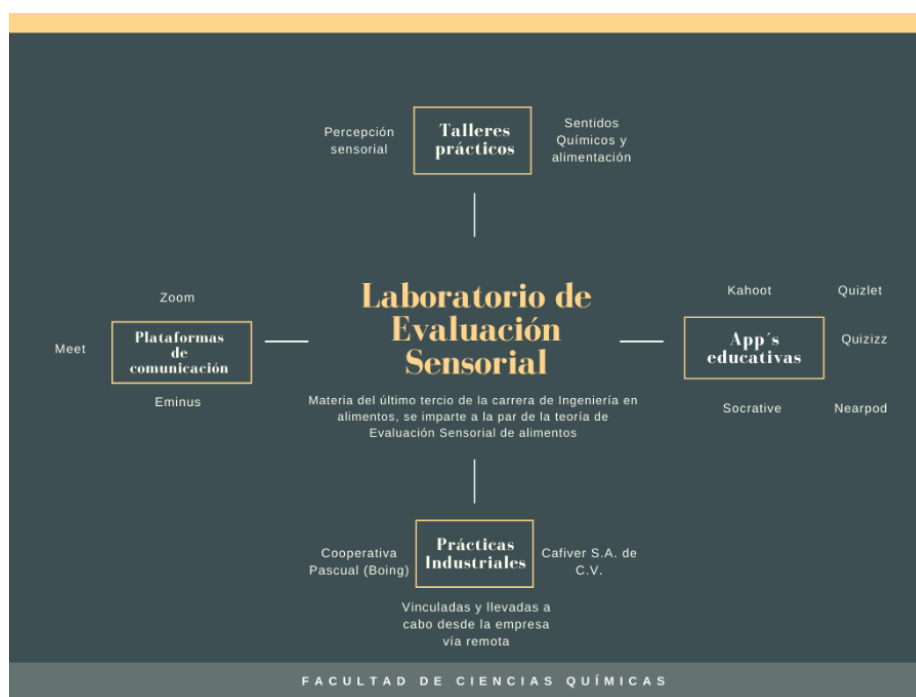 Percepción
sensorial
Talleres
prácticos
Sentidos
Químicos y
alimentación
Zoom
Meet
Plataformas
de
comunicación
Eminus
Laboratorio de
Evaluación
Sensorial
Materia del último tercio de la carrera de Ingeniería en
alimentos, se imparte a la par de la teoría de
Evaluación Sensorial de alimentos
Kahoot
Quizlet
App´s
educativas
Quizizz
Socrative
Nearpod
Cooperativa
Pascual (Boing)
Prácticas
Industriales
Cafiver S.A. de
C.V.
Vinculadas y llevadas a
cabo desde la empresa
vía remota
FACULTAD DE CIENCIAS QUÍMICAS